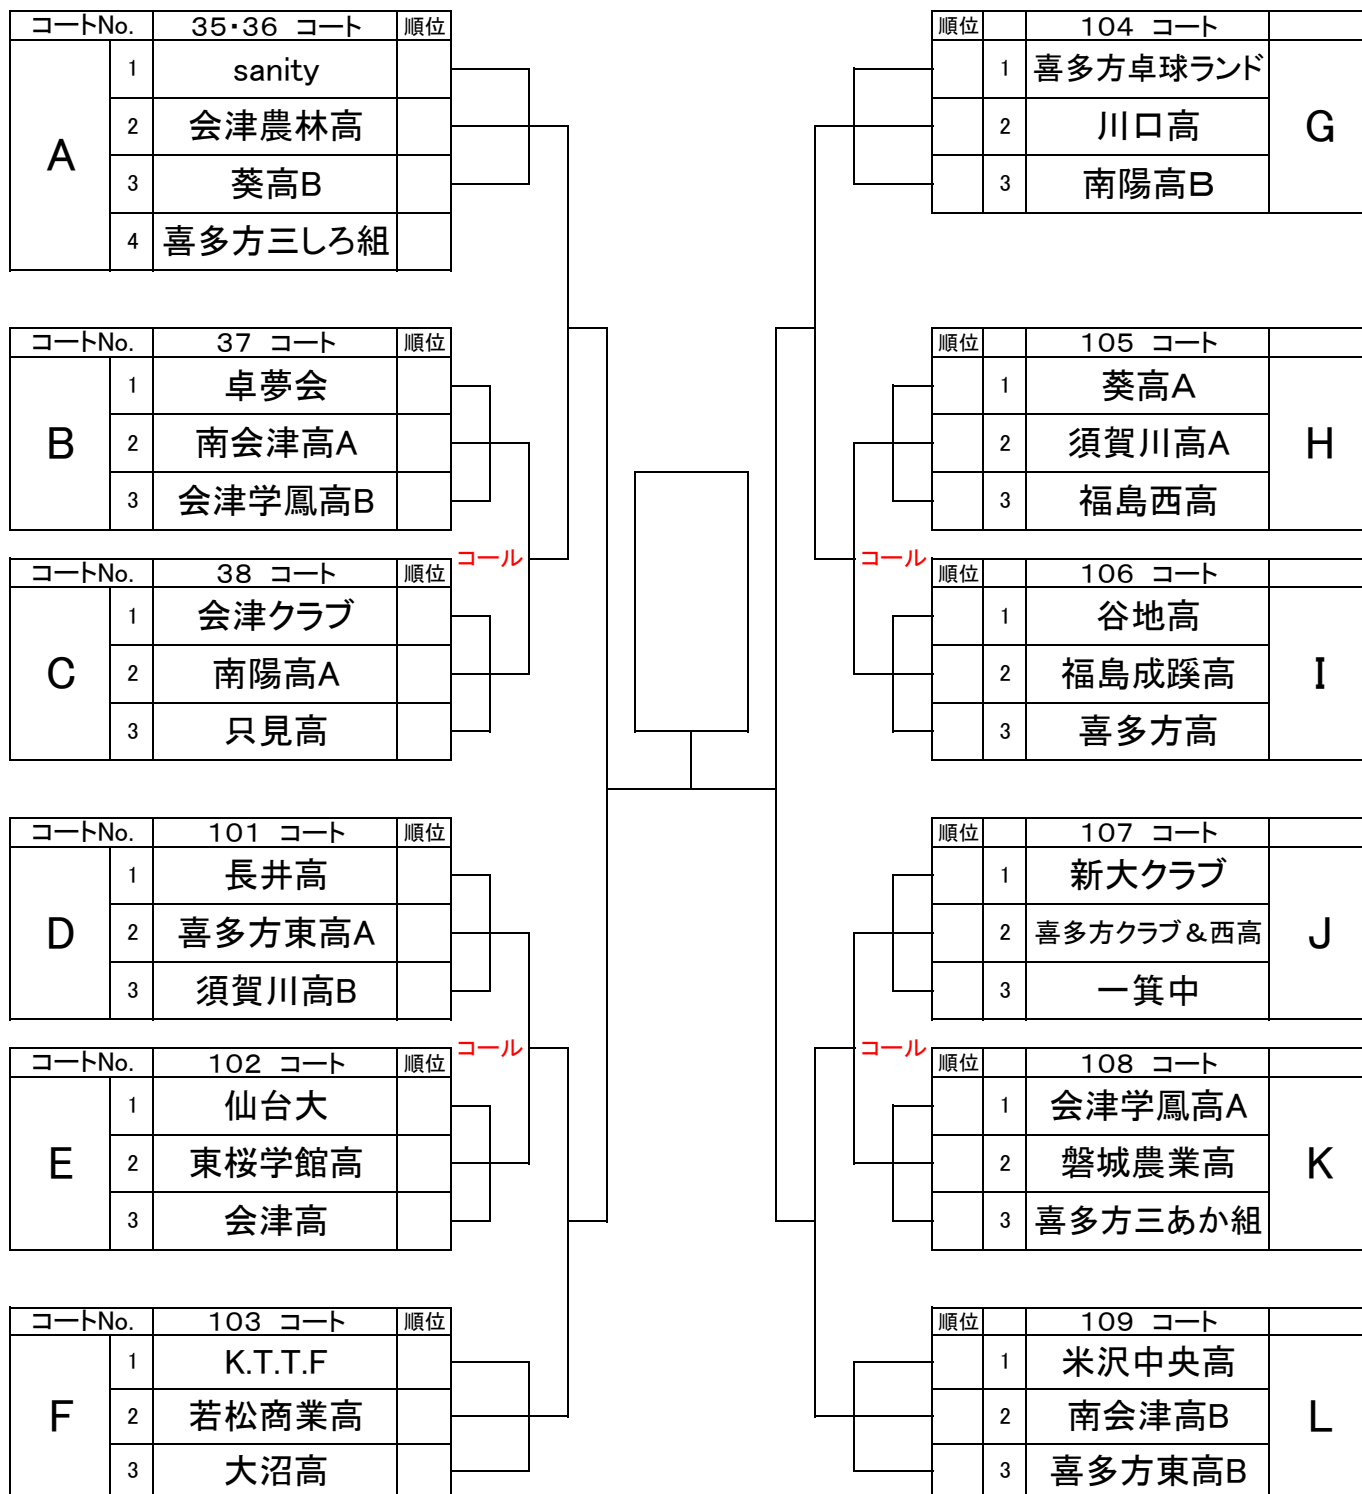 コートNo. 35・36 コート 順位
A
1 sanity
2 会津農林高
3 葵高B
4 喜多方三しろ組
コートNo. 37 コート 順位
B
1 卓夢会
2 南会津高A
3 会津学鳳高B
コール
コートNo. 38 コート 順位
C
1 会津クラブ
2 南陽高A
3 只見高
コートNo. 101 コート 順位
D
1 長井高
2 喜多方東高A
3 須賀川高B
コール
コートNo. 102 コート 順位
E
1 仙台大
2 東桜学館高
3 会津高
コートNo. 103 コート 順位
F
1 K.T.T.F
2 若松商業高
3 大沼高
順位 104 コート
1 喜多方卓球ランド
2 川口高
3 南陽高B
G
順位 105 コート
1 葵高A
2 須賀川高A
3 福島西高
H
コール
順位 106 コート
1 谷地高
2 福島成蹊高
3 喜多方高
I
順位 107 コート
1 新大クラブ
2 喜多方クラブ&西高
3 一箕中
J
コール
順位 108 コート
1 会津学鳳高A
2 磐城農業高
3 喜多方三あか組
K
順位 109 コート
1 米沢中央高
2 南会津高B
3 喜多方東高B
L